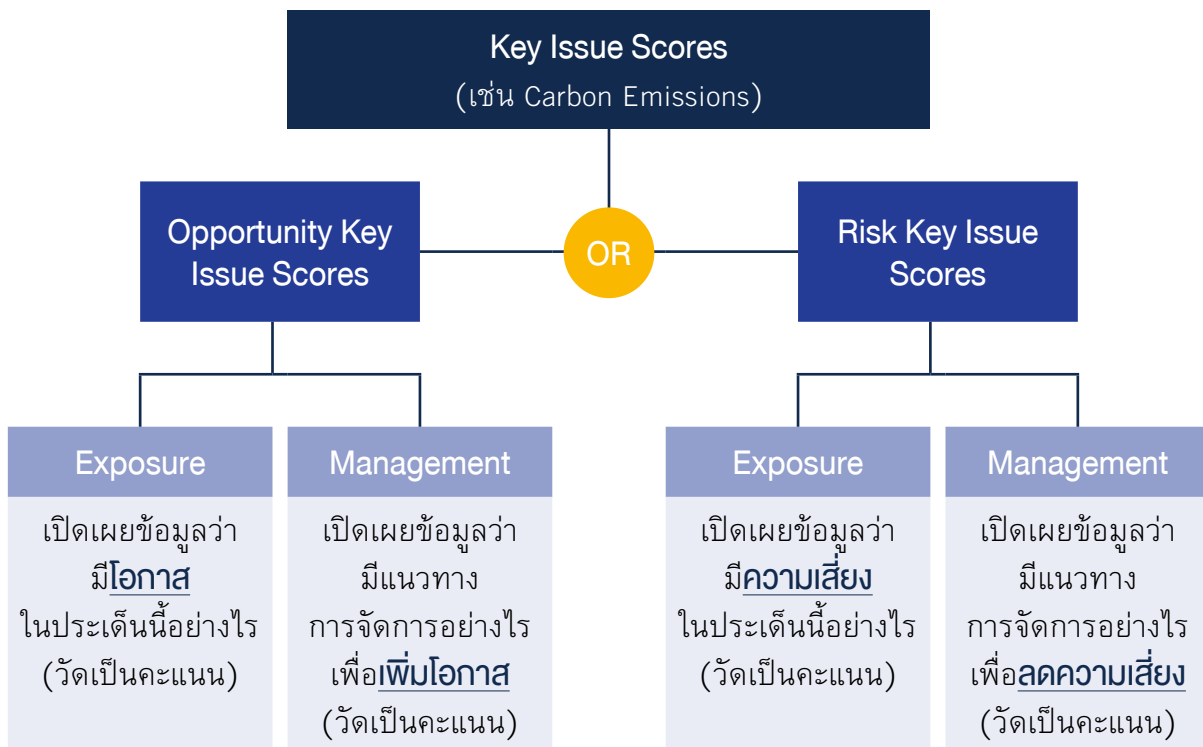 Key Issue Scores
(เช่น Carbon Emissions)
Opportunity Key
Issue Scores
OR
Risk Key Issue
Scores
Exposure
เปิดเผยข้อมูลว่า
มีโอกาส
ในประเด็นนี้อย่างไร
(วัดเป็นคะแนน)
Management
เปิดเผยข้อมูลว่า
มีแนวทาง
การจัดการอย่างไร
เพื่อเพิ่มโอกาส
(วัดเป็นคะแนน)
Exposure
เปิดเผยข้อมูลว่า
มีความเสี่ยง
ในประเด็นนี้อย่างไร
(วัดเป็นคะแนน)
Management
เปิดเผยข้อมูลว่า
มีแนวทาง
การจัดการอย่างไร
เพื่อลดความเสี่ยง
(วัดเป็นคะแนน)